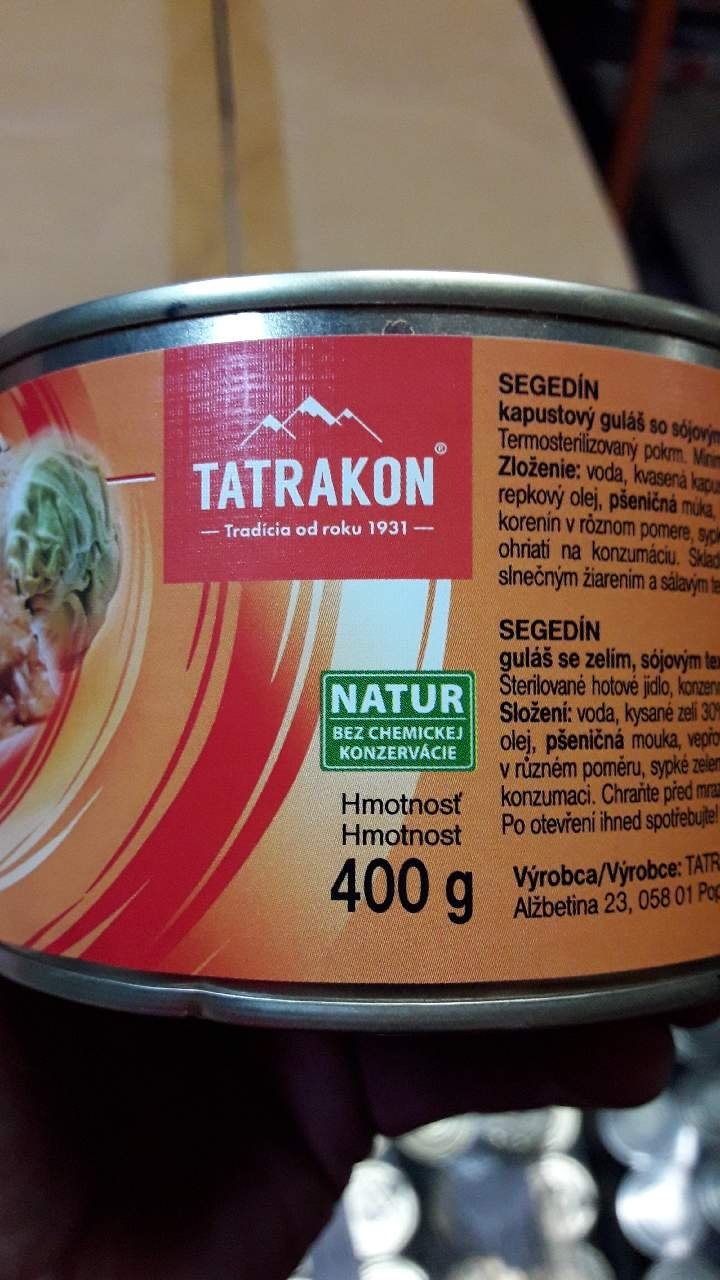 TATRAKON®
Tradícia od roku 1931
NATUR
BEZ CHEMICKEJ
KONZERVÁCIE
Hmotnosť
Hmotnost
400 g
SEGEDÍN
kapustový guláš so sójovým
Termosterilizovaný pokrm.
Zloženie: voda, kvasená
repkový olej, pšeničná múka,
korenín v rôznom pomere,
ohriatí na konzumáciu.
slnečným žiarením a sálavým
SEGEDÍN
guláš se zelím, sójovým
Sterilované hotové jídlo,
Složení: voda, kysané zelí 30%
olej, pšeničná mouka,
v různém poměru, sypké
konzumaci. Chraňte před
Po otevření ihned spotřebujte!
Výrobca/Výrobce:
Alžbetina 23, 058 01